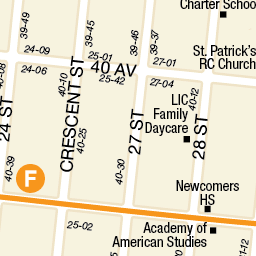 Charter School
39-45
39-46
39-37
24-09
25-01
St. Patrick's
RC Church
40 AV
27-01
24-06
25-42
27-04
40-08
40-10
CRESCENT ST
LIC
Family
Daycare
40-12
24 ST
40-25
27 ST
28 ST
40-39
F
40-30
Newcomers
HS
25-02
Academy of
American Studies